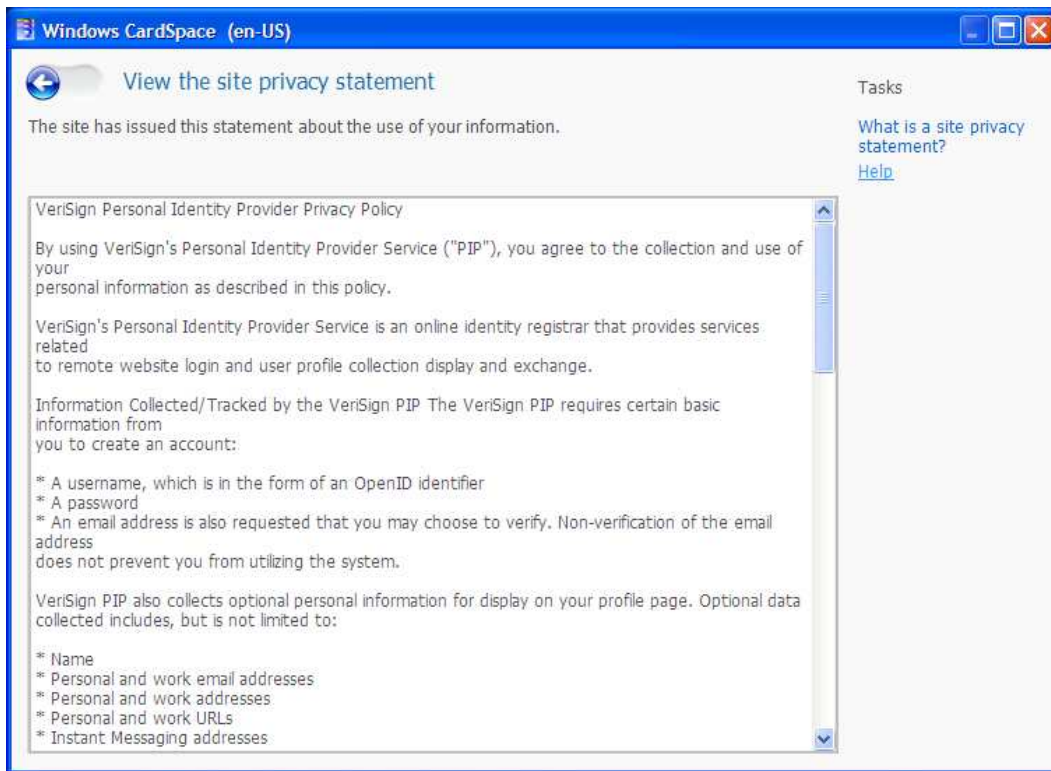 Windows CardSpace (en-US)
View the site privacy statement
The site has issued this statement about the use of your information.
Tasks
What is a site privacy
statement?
Help
VeriSign Personal Identity Provider Privacy Policy
By using VeriSign's Personal Identity Provider Service ("PIP"), you agree to the collection and use of
your
personal information as described in this policy.
VeriSign's Personal Identity Provider Service is an online identity registrar that provides services
related
to remote website login and user profile collection display and exchange.
Information Collected/Tracked by the VeriSign PIP The VeriSign PIP requires certain basic
information from
you to create an account:
* A username, which is in the form of an OpenID identifier
* A password
* An email address is also requested that you may choose to verify. Non-verification of the email
address
does not prevent you from utilizing the system.
VeriSign PIP also collects optional personal information for display on your profile page. Optional data
collected includes, but is not limited to:
* Name
* Personal and work email addresses
* Personal and work addresses
* Personal and work URLs
* Instant Messaging addresses